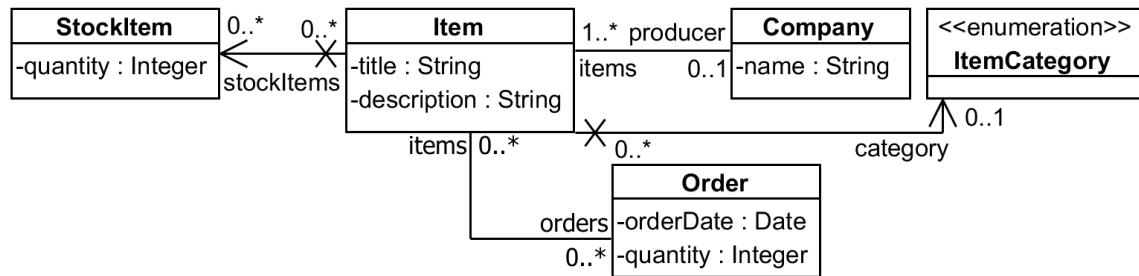 StockItem
-quantity : Integer
0..*
stockItems
0..*
Item
-title : String
-description : String
1..*
items
producer
0..1
Company
-name : String
<<enumeration>>
ItemCategory
0..*
0..1
category
items
0..*
orders
0..*
Order
-orderDate : Date
-quantity : Integer